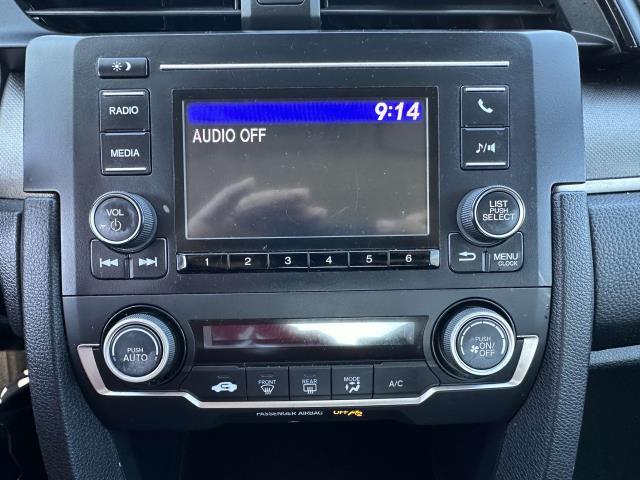 RADIO
MEDIA
9:14
AUDIO OFF
VOL
LIST
PUSH
SELECT
1 2 3 4 5 6
MENU
CLOCK
PUSH
AUTO
PUSH
ON/
OFF
FRONT
REAR
MODE
A/C
PASSENGER AIRBAG OFF